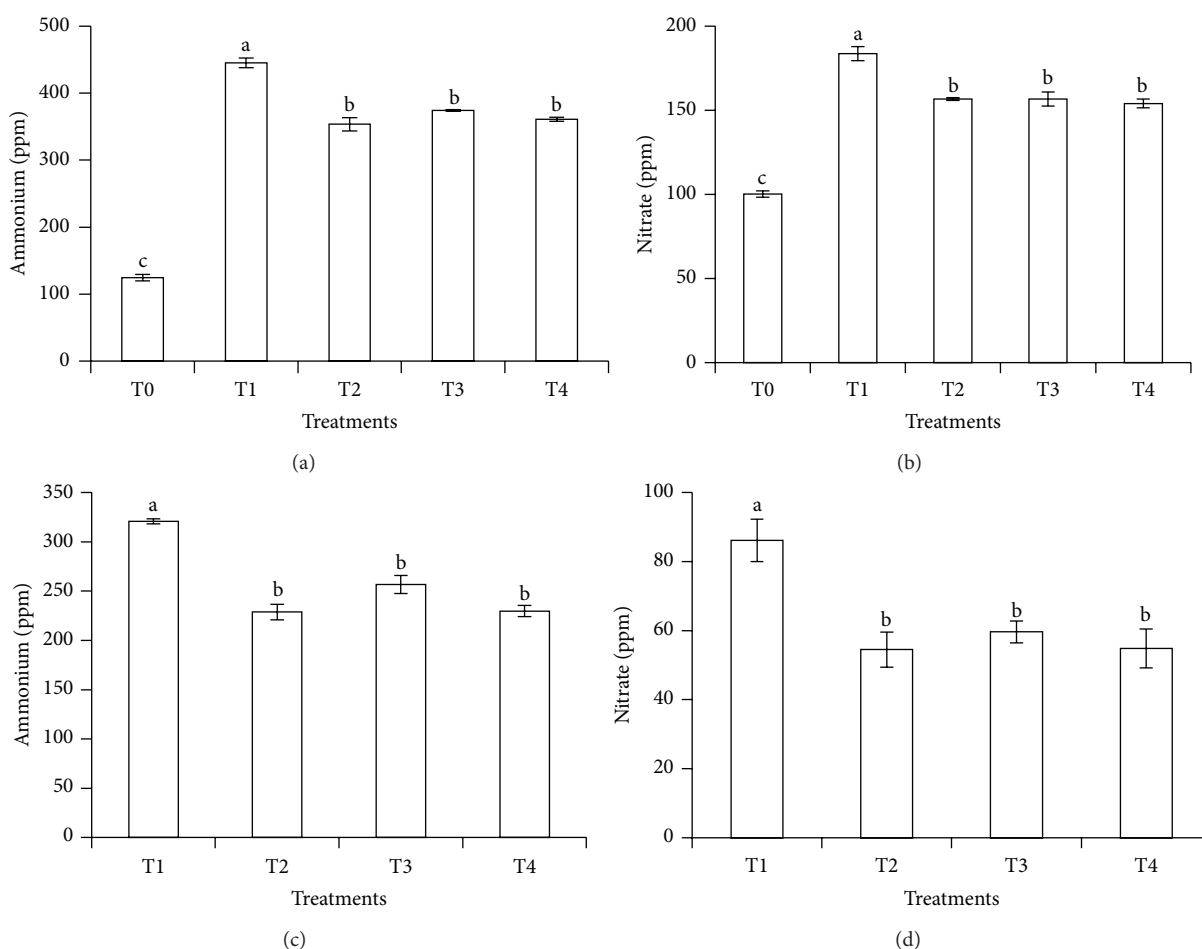 500
400
300
200
100
0
Ammonium (ppm)
c
a
b
b
b
T0
T1
T2
T3
T4
Treatments
(a)
200
150
100
50
0
Nitrate (ppm)
c
a
b
b
b
T0
T1
T2
T3
T4
Treatments
(b)
350
300
250
200
150
100
50
0
Ammonium (ppm)
a
b
b
b
T1
T2
T3
T4
Treatments
(c)
100
80
60
40
20
0
Nitrate (ppm)
a
b
b
b
T1
T2
T3
T4
Treatments
(d)